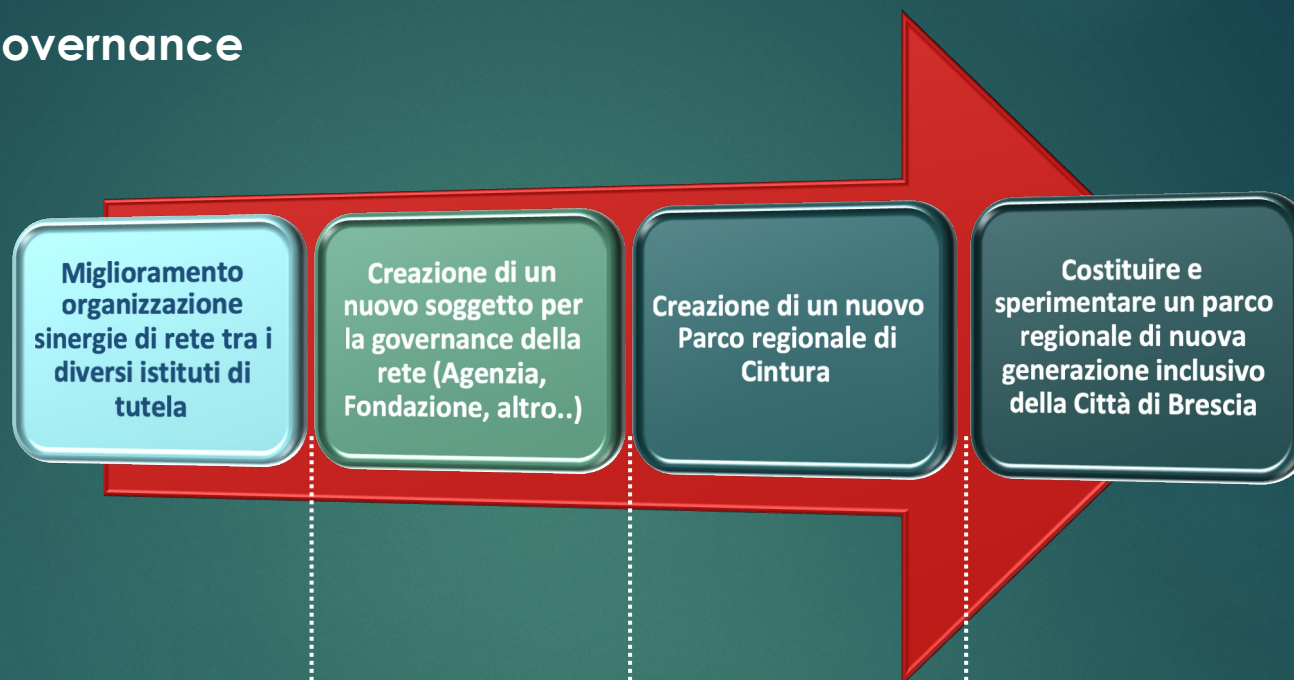 overnance
Miglioramento
organizzazione
sinergie di rete tra i
diversi istituti di
tutela
Creazione di un
nuovo soggetto per
la governance della
rete (Agenzia,
Fondazione, altro..)
Creazione di un nuovo
Parco regionale di
Cintura
Costituire e
sperimentare un parco
regionale di nuova
generazione inclusivo
della Città di Brescia